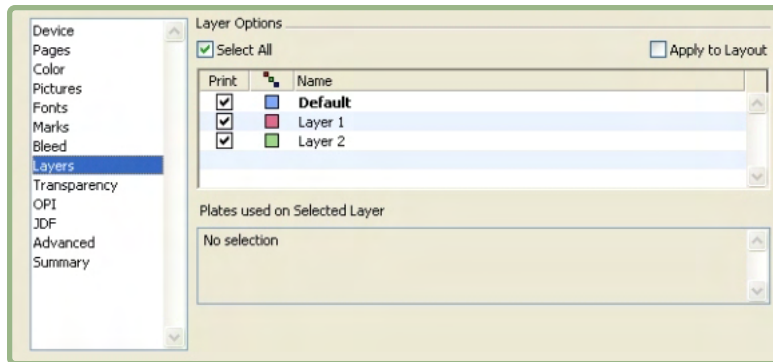 Device
Pages
Color
Pictures
Fonts
Marks
Bleed
Layers
Transparency
OPI
JDF
Advanced
Summary
Layer Options
Select All
Apply to Layout
Print Name
Default
Layer 1
Layer 2
Plates used on Selected Layer
No selection